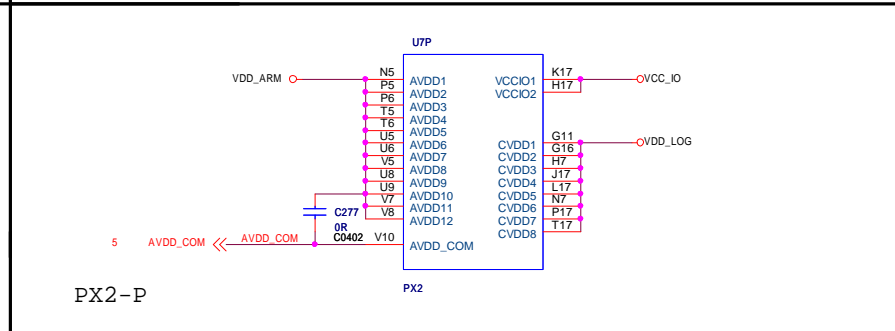 U7P
VDD_ARM N5 AVDD1 VCCIO1 K17 VCC_IO
P5 AVDD2 VCCIO2 H17
P6 AVDD3
T5 AVDD4
T6 AVDD5
U5 AVDD6 CVDD1 G11 VDD_LOG
U6 AVDD7 CVDD2 G16
V5 AVDD8 CVDD3 H7
U8 AVDD9 CVDD4 J17
U9 AVDD10 CVDD5 L17
V7 AVDD11 CVDD6 N7
V8 AVDD12 CVDD7 P17
CVDD8 T17
C277
0R
C0402
5 AVDD_COM AVDD_COM V10 AVDD_COM
PX2
PX2-P